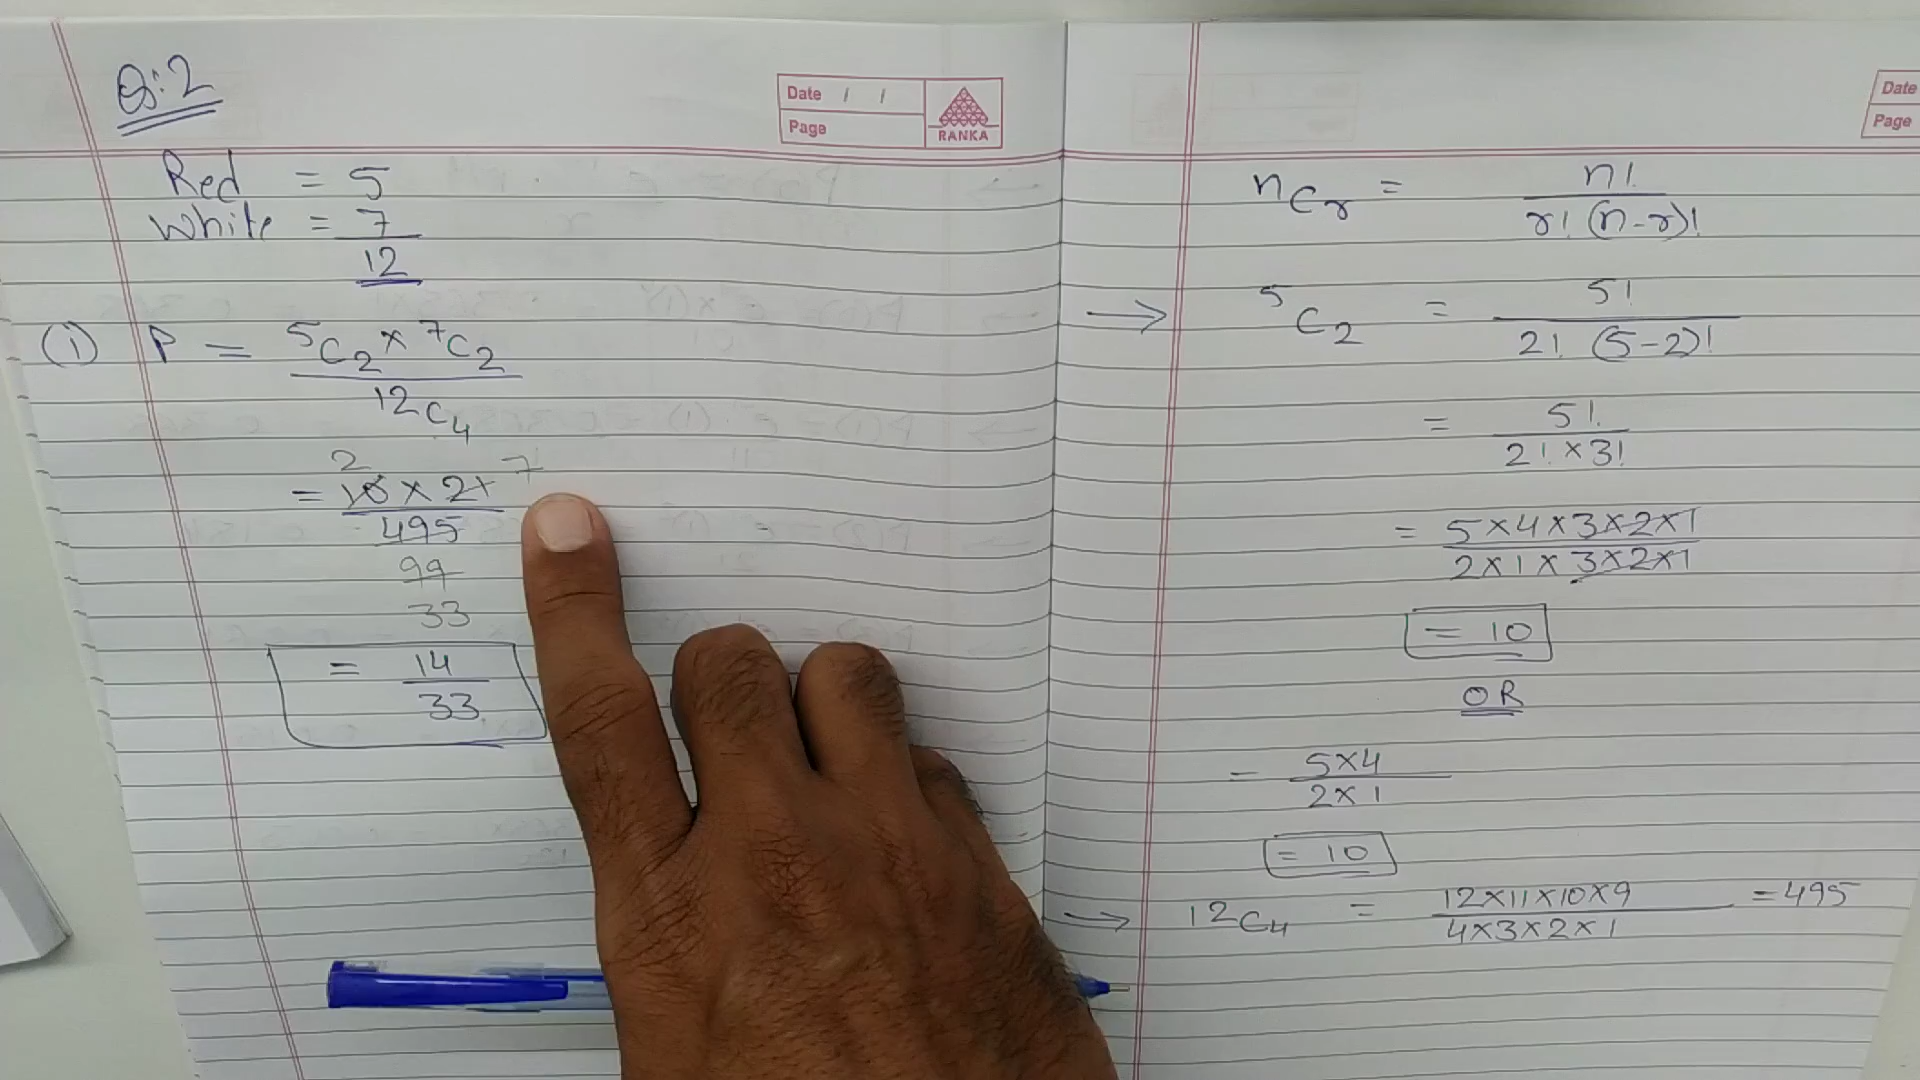 Q:2
Date / /
Page
RANKA
Red = 5
White = 7
12
(1) P = ⁵C₂ × ⁷C₂
¹²C₄
2 7
= 10 × 21
495
99
33
= 14
33
Date
Page
ⁿCᵣ = n!
r! (n-r)!
→ ⁵C₂ = 5!
2! (5-2)!
= 5!
2! × 3!
= 5×4×3×2×1
2×1×3×2×1
= 10
OR
= 5×4
2×1
= 10
→ ¹²C₄ = 12×11×10×9 = 495
4×3×2×1